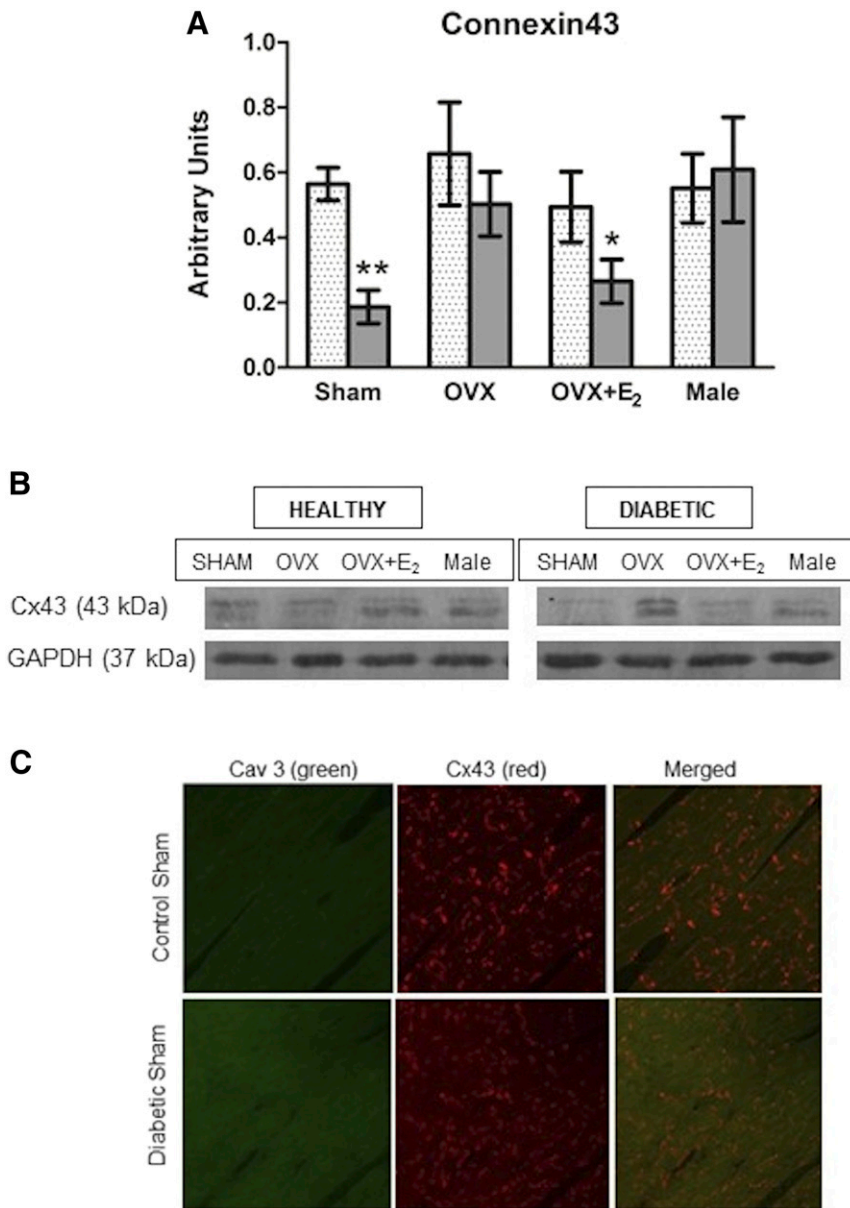 A
Connexin43
Arbitrary Units
1.0
0.8
0.6
0.4
0.2
0.0
**
*
Sham OVX OVX+E₂ Male
B
HEALTHY DIABETIC
SHAM OVX OVX+E₂ Male SHAM OVX OVX+E₂ Male
Cx43 (43 kDa)
GAPDH (37 kDa)
C
Cav 3 (green) Cx43 (red) Merged
Control Sham
Diabetic Sham